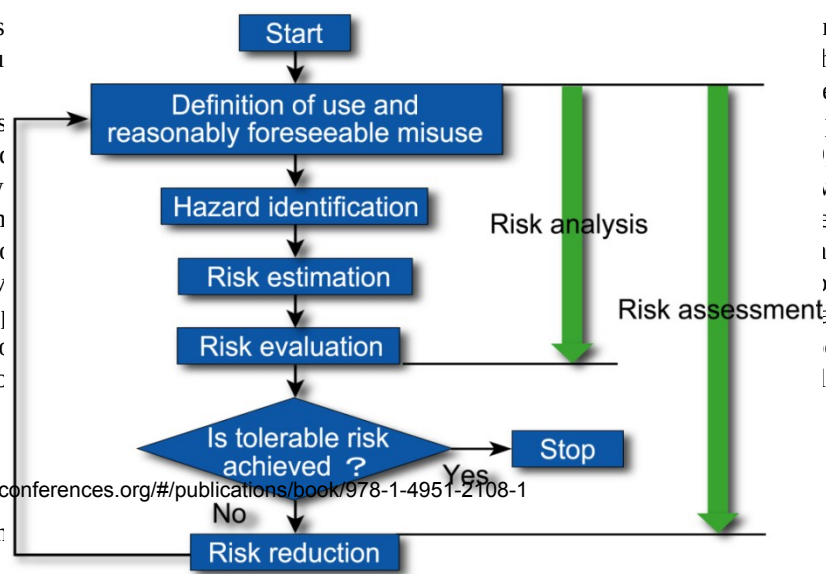 Start
Definition of use and
reasonably foreseeable misuse
Hazard identification
Risk analysis
Risk estimation
Risk assessment
Risk evaluation
Is tolerable risk
achieved ?
Stop
Yes
conferences.org/#/publications/book/978-1-4951-2108-1
No
Risk reduction